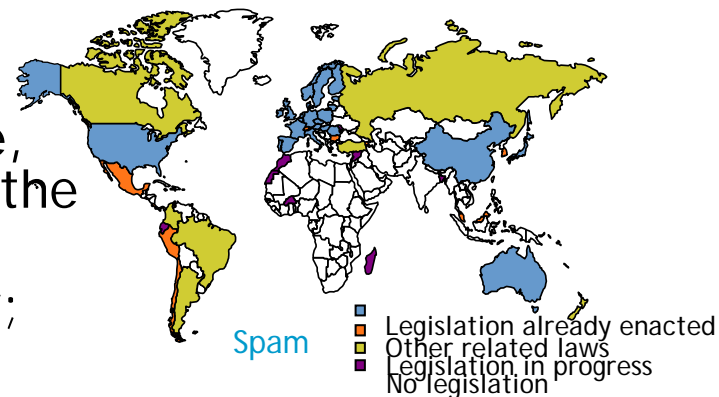 e,
the
;
Spam
Legislation already enacted
Other related laws
Legislation in progress
No legislation